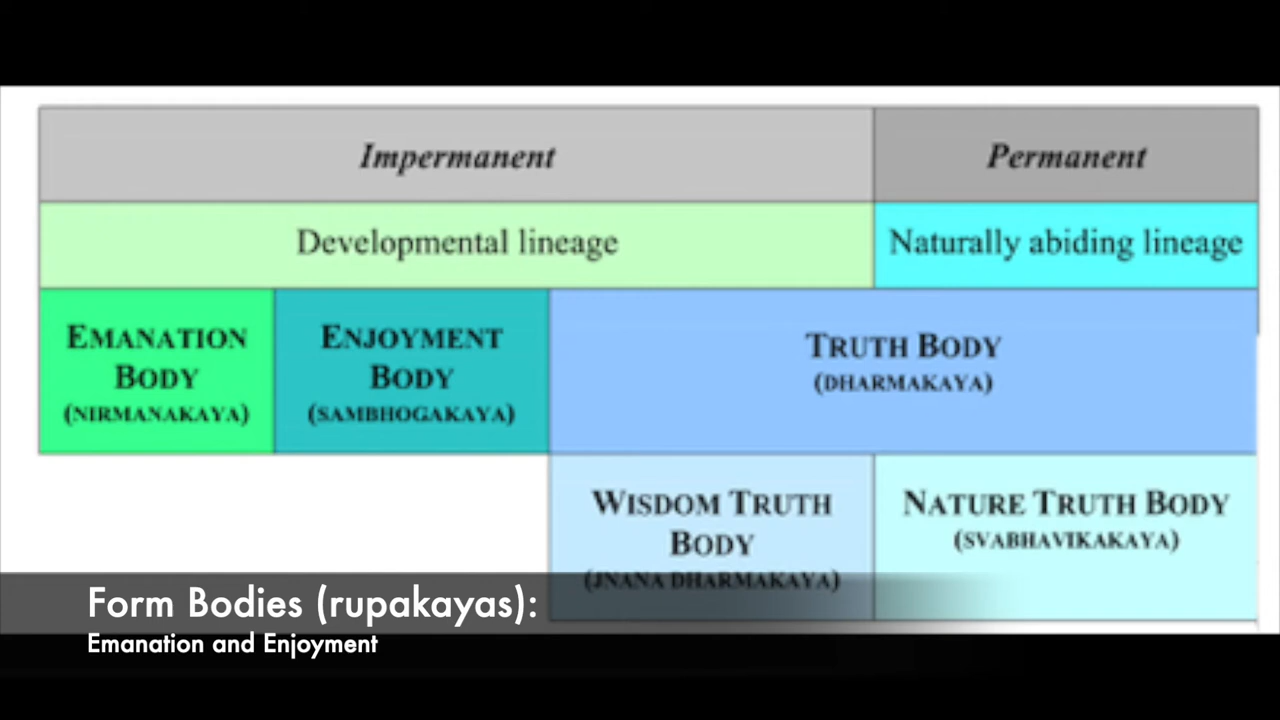 Impermanent
Permanent
Developmental lineage
Naturally abiding lineage
EMANATION
BODY
(NIRMANAKAYA)
ENJOYMENT
BODY
(SAMBHOGAKAYA)
TRUTH BODY
(DHARMAKAYA)
WISDOM TRUTH
BODY
(JNANA DHARMAKAYA)
NATURE TRUTH BODY
(SVABHAVIKAKAYA)
Form Bodies (rupakayas):
Emanation and Enjoyment